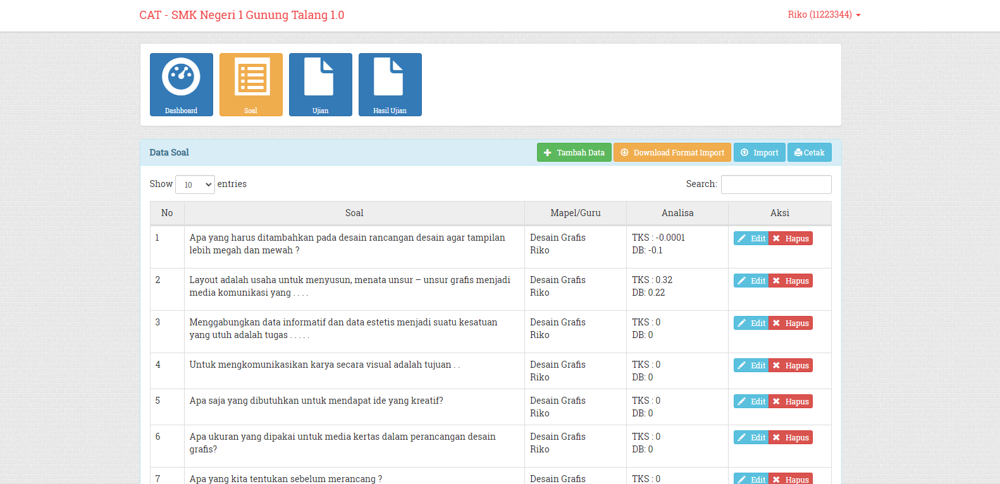 CAT - SMK Negeri 1 Gunung Talang 1.0
Riko (11223344)
Dashboard
Soal
Ujian
Hasil Ujian
Data Soal
Tambah Data
Download Format Import
Import
Cetak
Show 10 entries
Search:
No
Soal
Mapel/Guru
Analisa
Aksi
1
Apa yang harus ditambahkan pada desain rancangan desain agar tampilan
lebih megah dan mewah ?
Desain Grafis
Riko
TKS : -0.0001
DB: -0.1
Edit
Hapus
2
Layout adalah usaha untuk menyusun, menata unsur – unsur grafis menjadi
media komunikasi yang . . . .
Desain Grafis
Riko
TKS : 0.32
DB: 0.22
Edit
Hapus
3
Menggabungkan data informatif dan data estetis menjadi suatu kesatuan
yang utuh adalah tugas . . . . .
Desain Grafis
Riko
TKS : 0
DB: 0
Edit
Hapus
4
Untuk mengkomunikasikan karya secara visual adalah tujuan . .
Desain Grafis
Riko
TKS : 0
DB: 0
Edit
Hapus
5
Apa saja yang dibutuhkan untuk mendapat ide yang kreatif?
Desain Grafis
Riko
TKS : 0
DB: 0
Edit
Hapus
6
Apa ukuran yang dipakai untuk media kertas dalam perancangan desain
grafis?
Desain Grafis
Riko
TKS : 0
DB: 0
Edit
Hapus
7
Apa yang kita tentukan sebelum merancang ?
Desain Grafis
TKS : 0
Edit
Hapus